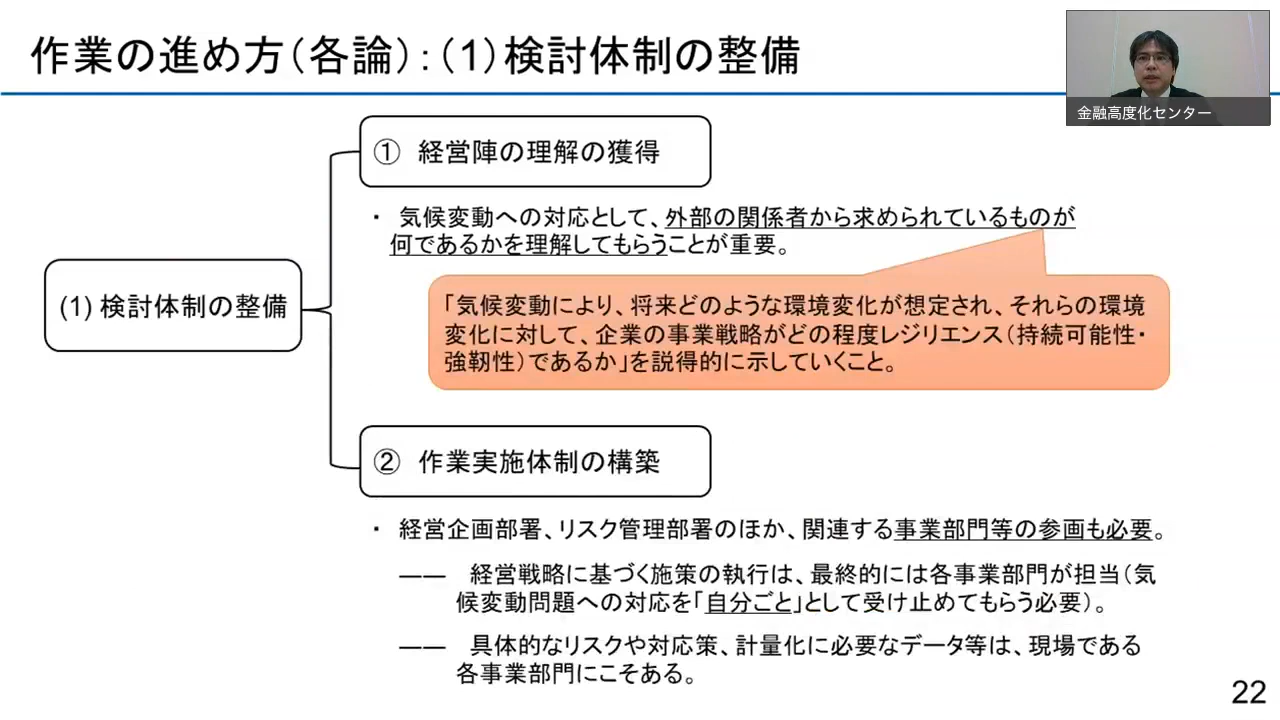 作業の進め方(各論):(1)検討体制の整備
金融高度化センター
① 経営陣の理解の獲得
・ 気候変動への対応として、外部の関係者から求められているものが
何であるかを理解してもらうことが重要。
(1) 検討体制の整備
「気候変動により、将来どのような環境変化が想定され、それらの環境
変化に対して、企業の事業戦略がどの程度レジリエンス(持続可能性・
強靭性)であるか」を説得的に示していくこと。
② 作業実施体制の構築
・ 経営企画部署、リスク管理部署のほか、関連する事業部門等の参画も必要。
―― 経営戦略に基づく施策の執行は、最終的には各事業部門が担当(気
候変動問題への対応を「自分ごと」として受け止めてもらう必要)。
―― 具体的なリスクや対応策、計量化に必要なデータ等は、現場である
各事業部門にこそある。
22